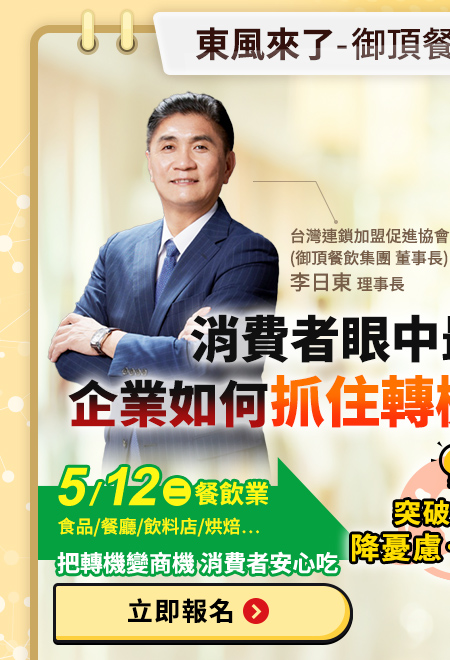 東風來了-御頂餐
台灣連鎖加盟促進協會
(御頂餐飲集團 董事長)
李日東 理事長
消費者眼中
企業如何抓住轉機
5/12㊁餐飲業
食品/餐廳/飲料店/烘焙...
突破
把轉機變商機,消費者安心吃
降憂慮
立即報名